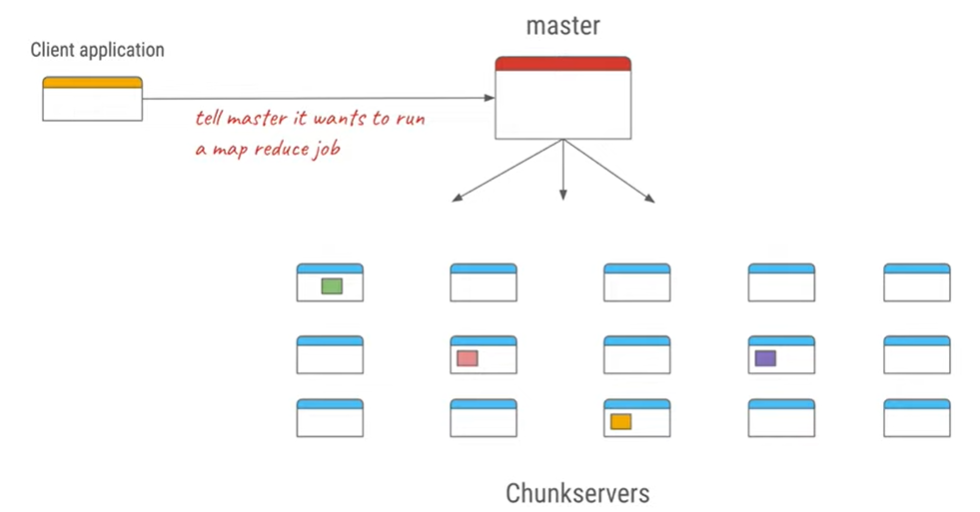 master
Client application
tell master it wants to run
a map reduce job
Chunkservers